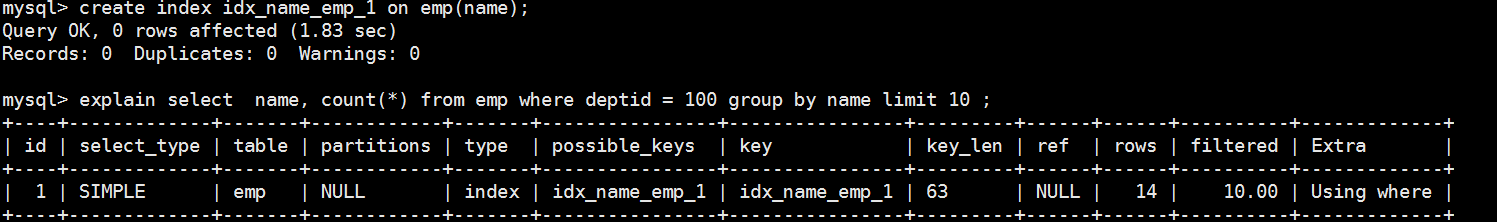 mysql> create index idx_name_emp_1 on emp(name);
Query OK, 0 rows affected (1.83 sec)
Records: 0  Duplicates: 0  Warnings: 0
mysql> explain select  name, count(*) from emp where deptid = 100 group by name limit 10 ;
+----+-------------+-------+------------+-------+----------------+----------------+---------+------+------+----------+-------------+
| id | select_type | table | partitions | type  | possible_keys  | key            | key_len | ref  | rows | filtered | Extra       |
+----+-------------+-------+------------+-------+----------------+----------------+---------+------+------+----------+-------------+
|  1 | SIMPLE      | emp   | NULL       | index | idx_name_emp_1 | idx_name_emp_1 | 63      | NULL |   14 |    10.00 | Using where |
+----+-------------+-------+------------+-------+----------------+----------------+---------+------+------+----------+-------------+